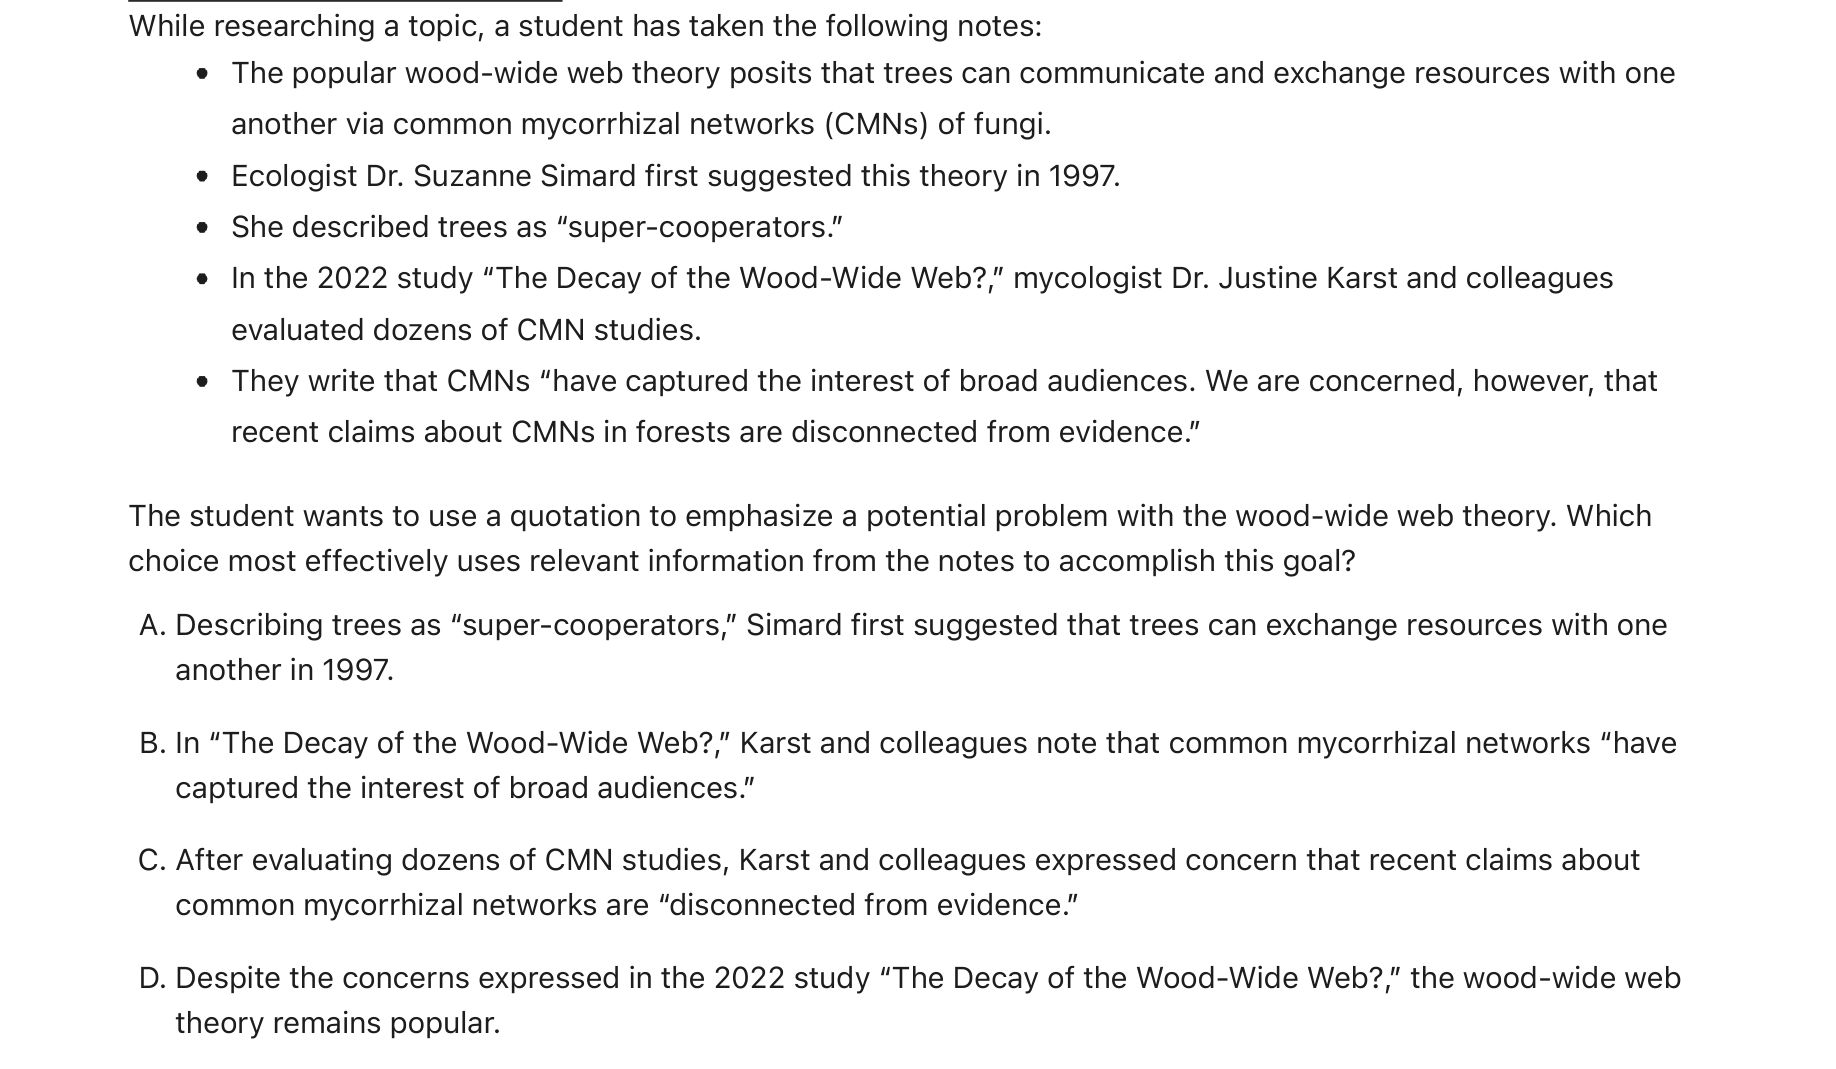 While researching a topic, a student has taken the following notes:
• The popular wood-wide web theory posits that trees can communicate and exchange resources with one
another via common mycorrhizal networks (CMNs) of fungi.
• Ecologist Dr. Suzanne Simard first suggested this theory in 1997.
• She described trees as “super-cooperators.”
• In the 2022 study “The Decay of the Wood-Wide Web?,” mycologist Dr. Justine Karst and colleagues
evaluated dozens of CMN studies.
• They write that CMNs “have captured the interest of broad audiences. We are concerned, however, that
recent claims about CMNs in forests are disconnected from evidence.”
The student wants to use a quotation to emphasize a potential problem with the wood-wide web theory. Which
choice most effectively uses relevant information from the notes to accomplish this goal?
A. Describing trees as “super-cooperators,” Simard first suggested that trees can exchange resources with one
another in 1997.
B. In “The Decay of the Wood-Wide Web?,” Karst and colleagues note that common mycorrhizal networks “have
captured the interest of broad audiences.”
C. After evaluating dozens of CMN studies, Karst and colleagues expressed concern that recent claims about
common mycorrhizal networks are “disconnected from evidence.”
D. Despite the concerns expressed in the 2022 study “The Decay of the Wood-Wide Web?,” the wood-wide web
theory remains popular.